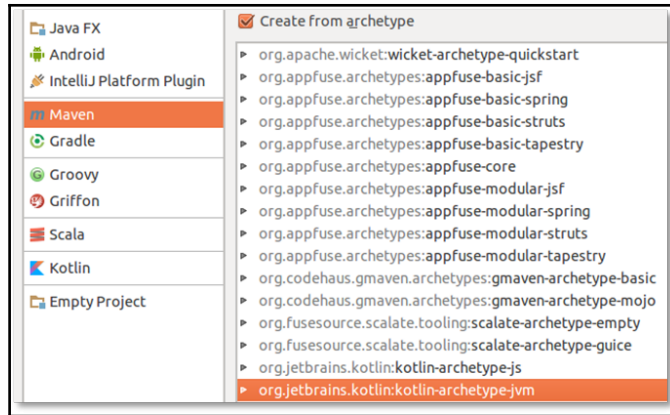 Java FX
Android
IntelliJ Platform Plugin
m Maven
Gradle
Groovy
Griffon
Scala
Kotlin
Empty Project
Create from archetype
org.apache.wicket:wicket-archetype-quickstart
org.appfuse.archetypes:appfuse-basic-jsf
org.appfuse.archetypes:appfuse-basic-spring
org.appfuse.archetypes:appfuse-basic-struts
org.appfuse.archetypes:appfuse-basic-tapestry
org.appfuse.archetypes:appfuse-core
org.appfuse.archetypes:appfuse-modular-jsf
org.appfuse.archetypes:appfuse-modular-spring
org.appfuse.archetypes:appfuse-modular-struts
org.appfuse.archetypes:appfuse-modular-tapestry
org.codehaus.gmaven.archetypes:gmaven-archetype-basic
org.codehaus.gmaven.archetypes:gmaven-archetype-mojo
org.fusesource.scalate.tooling:scalate-archetype-empty
org.fusesource.scalate.tooling:scalate-archetype-guice
org.jetbrains.kotlin:kotlin-archetype-js
org.jetbrains.kotlin:kotlin-archetype-jvm